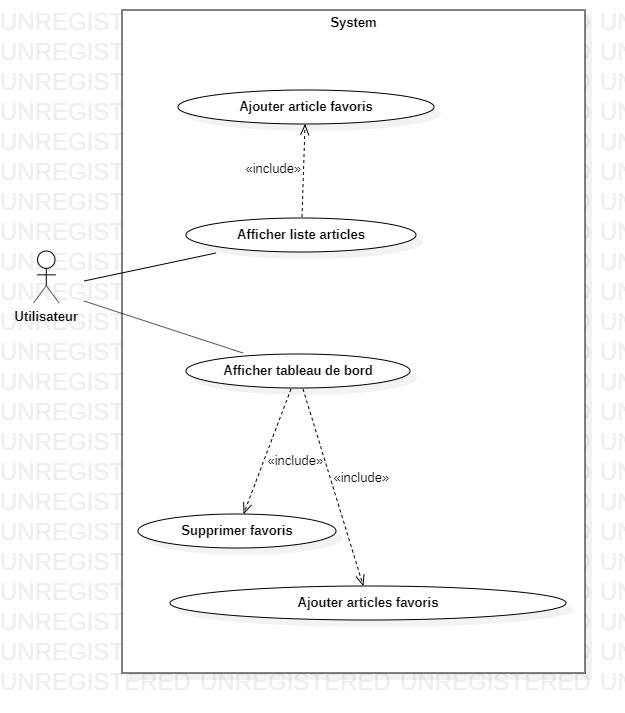 System
Ajouter article favoris
«include»
Afficher liste articles
Utilisateur
Afficher tableau de bord
«include»
«include»
Supprimer favoris
Ajouter articles favoris
UNREGISTERED UNREGISTERED UNREGISTERED UN